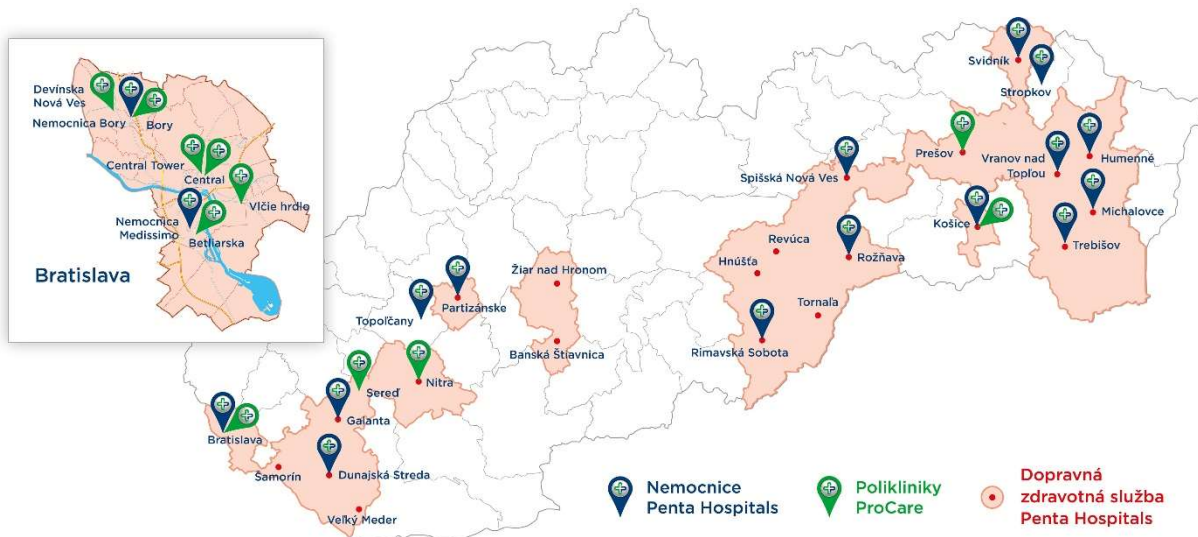 Devínska
Nová Ves
Nemocnica Bory
Bory
Central Tower
Central
Vlčie hrdlo
Nemocnica
Medissimo
Betliarska
Bratislava
Svidník
Stropkov
Prešov
Vranov nad
Topľou
Humenné
Spišská Nová Ves
Michalovce
Košice
Trebišov
Revúca
Rožňava
Hnúšťa
Žiar nad Hronom
Partizánske
Tornaľa
Topoľčany
Banská Štiavnica
Rimavská Sobota
Sereď
Nitra
Galanta
Bratislava
Šamorín
Dunajská Streda
Veľký Meder
Nemocnice
Penta Hospitals
Polikliniky
ProCare
Dopravná
zdravotná služba
Penta Hospitals